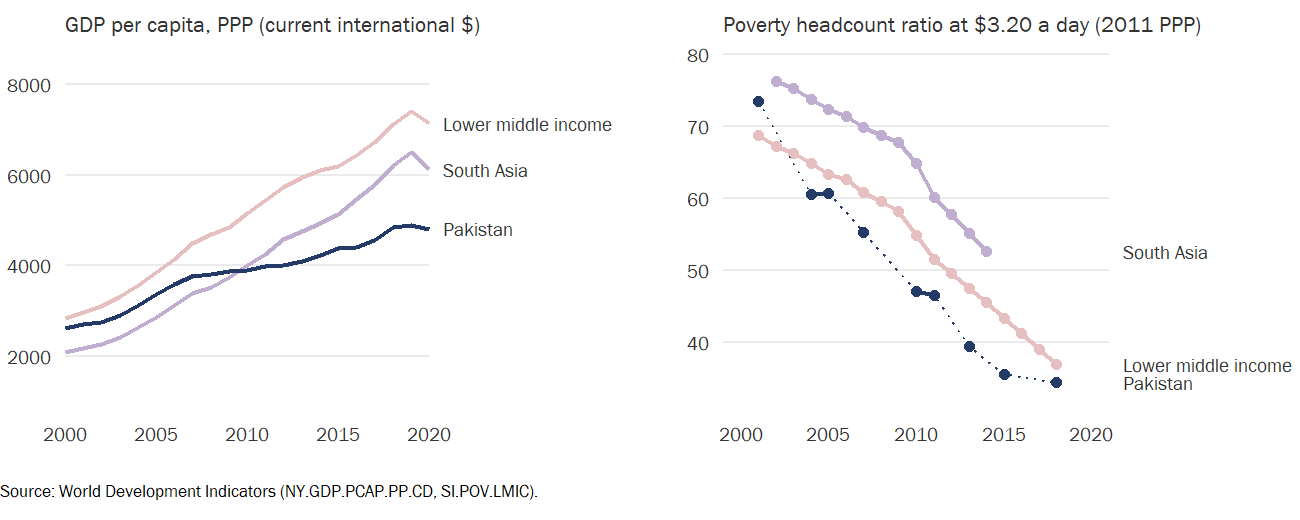 GDP per capita, PPP (current international $)
8000
6000
4000
2000
Lower middle income
South Asia
Pakistan
2000 2005 2010 2015 2020
Poverty headcount ratio at $3.20 a day (2011 PPP)
80
70
60
50
40
South Asia
Lower middle income
Pakistan
2000 2005 2010 2015 2020
Source: World Development Indicators (NY.GDP.PCAP.PP.CD, SI.POV.LMIC).